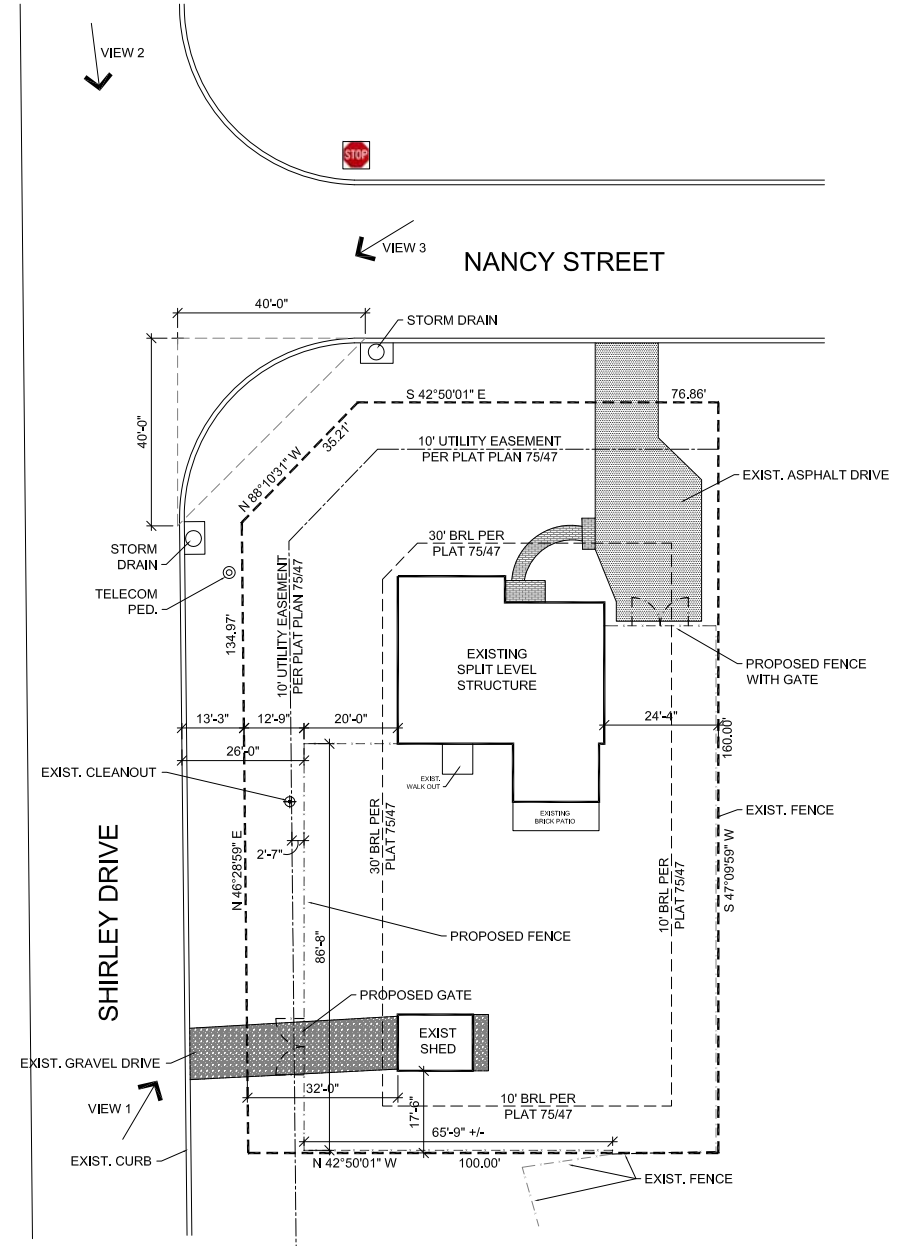 VIEW 2
STOP
VIEW 3
NANCY STREET
40'-0"
STORM DRAIN
40'-0"
S 42°50'01" E
76.86'
N 88°10'31" W
35.21'
10' UTILITY EASEMENT
PER PLAT PLAN 75/47
EXIST. ASPHALT DRIVE
30' BRL PER
PLAT 75/47
STORM
DRAIN
TELECOM
PED.
134.97'
10' UTILITY EASEMENT
PER PLAT PLAN 75/47
EXISTING
SPLIT LEVEL
STRUCTURE
PROPOSED FENCE
WITH GATE
13'-3"
12'-9"
20'-0"
24'-4"
26'-0"
160.00'
EXIST. CLEANOUT
EXIST.
WALK OUT
EXISTING
BRICK PATIO
EXIST. FENCE
30' BRL PER
PLAT 75/47
2'-7"
N 46°28'59" E
S 47°09'59" W
10' BRL PER
PLAT 75/47
SHIRLEY DRIVE
PROPOSED FENCE
86'-8"
PROPOSED GATE
EXIST
SHED
EXIST. GRAVEL DRIVE
32'-0"
17'-6"
10' BRL PER
PLAT 75/47
VIEW 1
65'-9" +/-
EXIST. CURB
N 42°50'01" W
100.00'
EXIST. FENCE